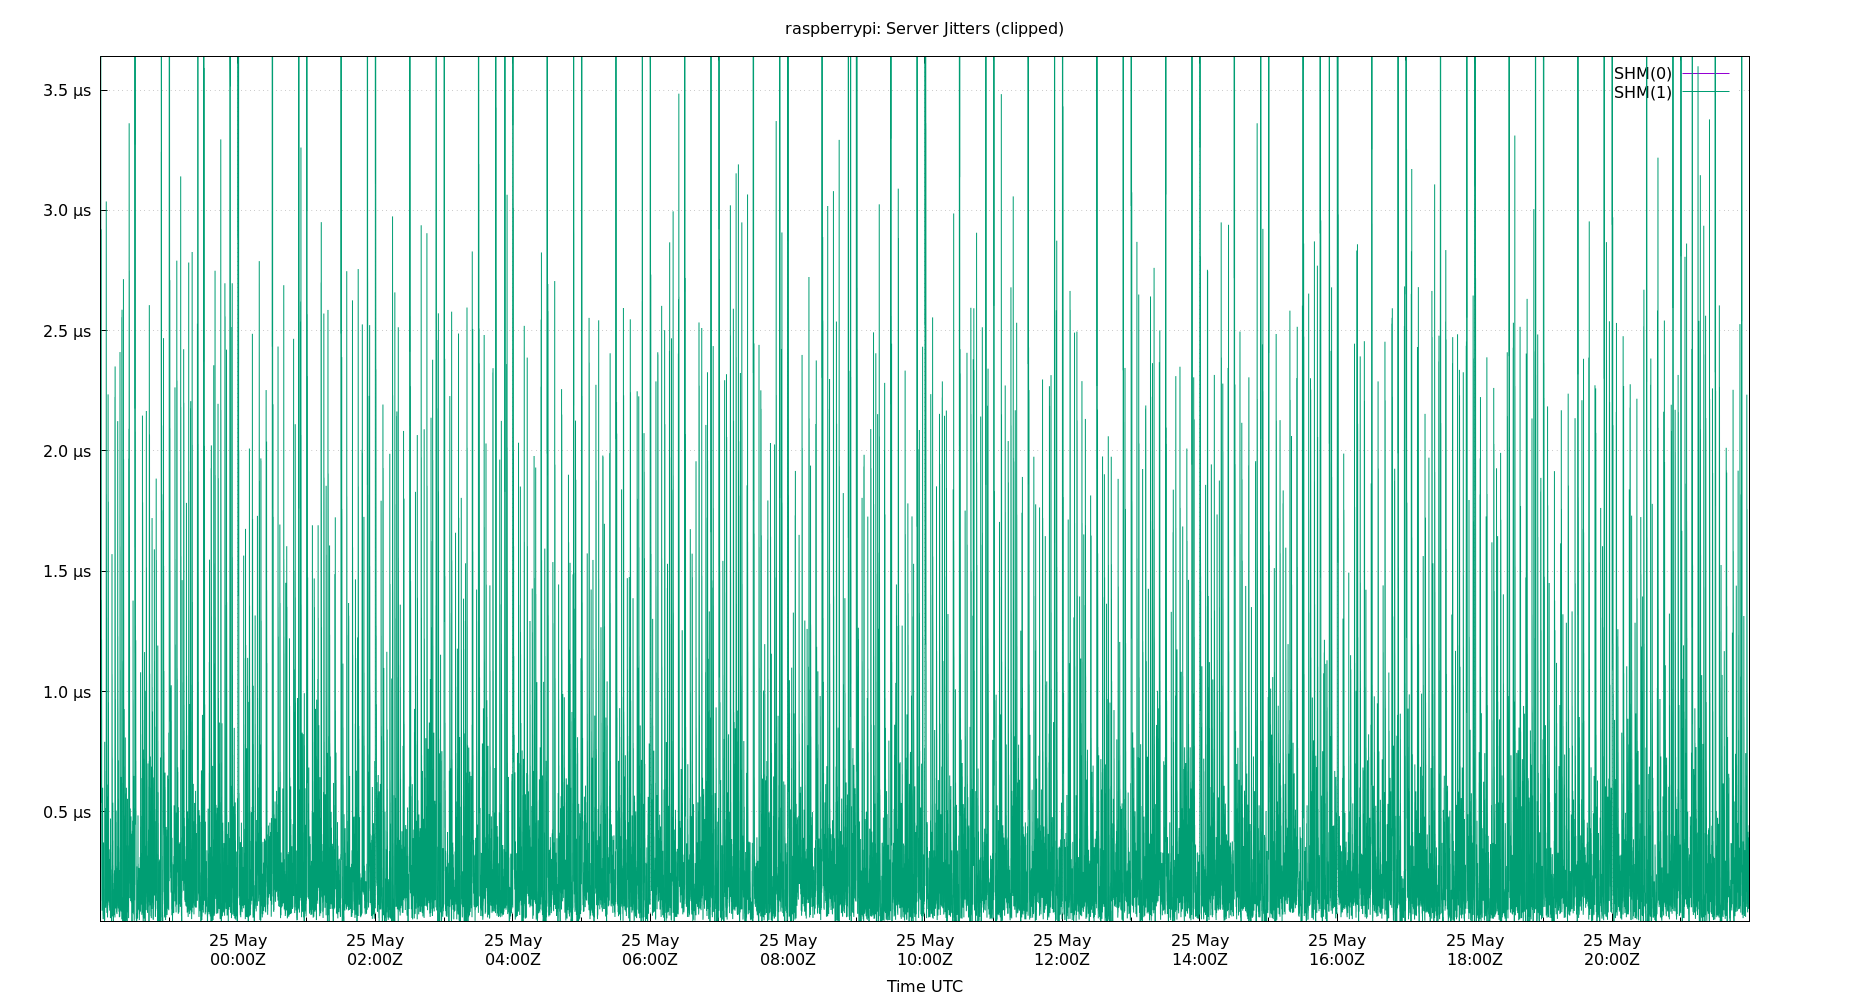 raspberrypi: Server Jitters (clipped)
SHM(0)
SHM(1)
3.5 µs
3.0 µs
2.5 µs
2.0 µs
1.5 µs
1.0 µs
0.5 µs
25 May 25 May 25 May 25 May 25 May 25 May 25 May 25 May 25 May 25 May 25 May
00:00Z 02:00Z 04:00Z 06:00Z 08:00Z 10:00Z 12:00Z 14:00Z 16:00Z 18:00Z 20:00Z
Time UTC